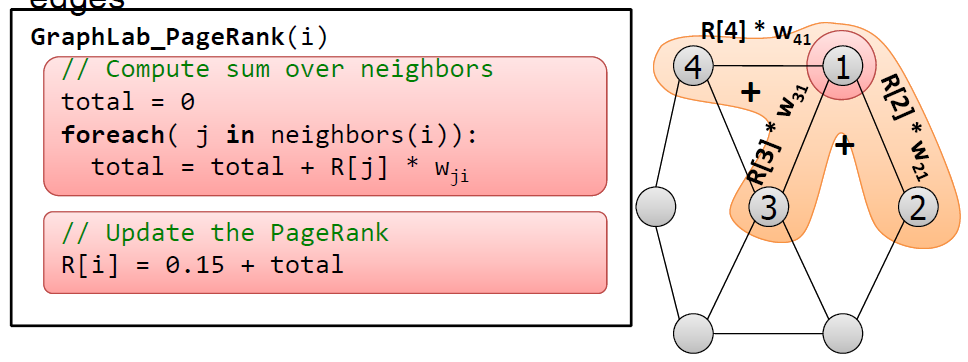 edges
GraphLab_PageRank(i)
// Compute sum over neighbors
total = 0
foreach( j in neighbors(i)):
total = total + R[j] * wji
// Update the PageRank
R[i] = 0.15 + total
R[4] * w41
4
1
+
R[3] * w31
R[2] * w21
+
3
2